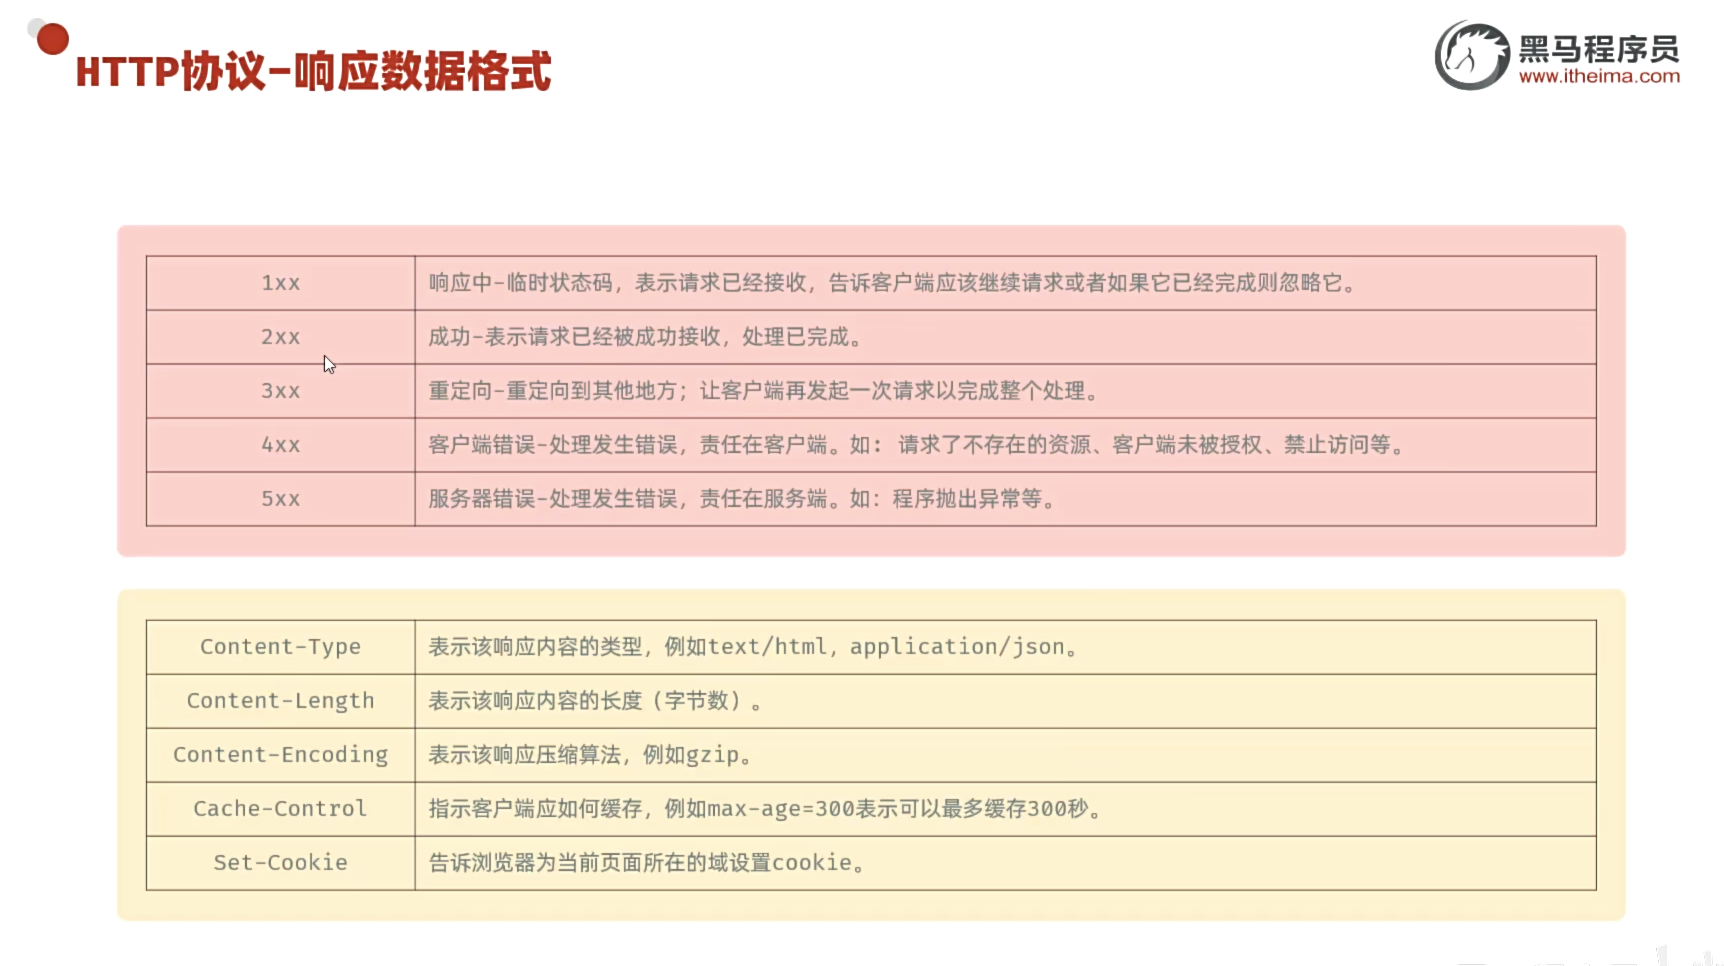 HTTP协议-响应数据格式
黑马程序员
www.itheima.com
1xx 响应中-临时状态码，表示请求已经接收，告诉客户端应该继续请求或者如果它已经完成则忽略它。
2xx 成功-表示请求已经被成功接收，处理已完成。
3xx 重定向-重定向到其他地方；让客户端再发起一次请求以完成整个处理。
4xx 客户端错误-处理发生错误，责任在客户端。如： 请求了不存在的资源、客户端未被授权、禁止访问等。
5xx 服务器错误-处理发生错误，责任在服务端。如：程序抛出异常等。
Content-Type 表示该响应内容的类型，例如text/html，application/json。
Content-Length 表示该响应内容的长度（字节数）。
Content-Encoding 表示该响应压缩算法，例如gzip。
Cache-Control 指示客户端应如何缓存，例如max-age=300表示可以最多缓存300秒。
Set-Cookie 告诉浏览器为当前页面所在的域设置cookie。